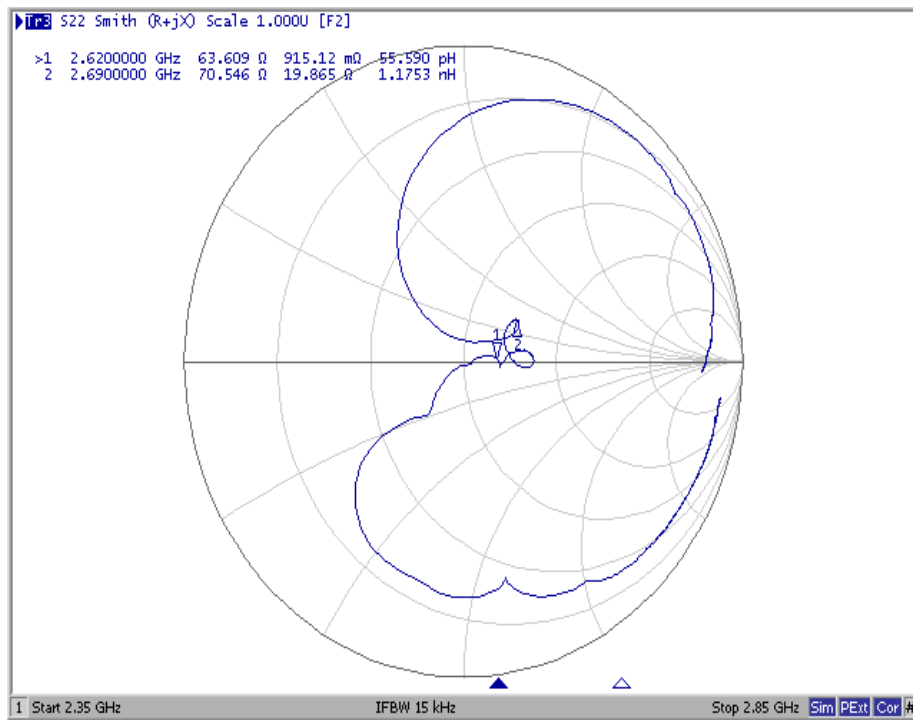 Tr3 S22 Smith (R+jX) Scale 1.000U [F2]
>1 2.6200000 GHz 63.609 Ω 915.12 mΩ 55.590 pH
2 2.6900000 GHz 70.546 Ω 19.865 Ω 1.1753 nH
1
2
1 Start 2.35 GHz IFBW 15 kHz Stop 2.85 GHz Sim PExt Cor #